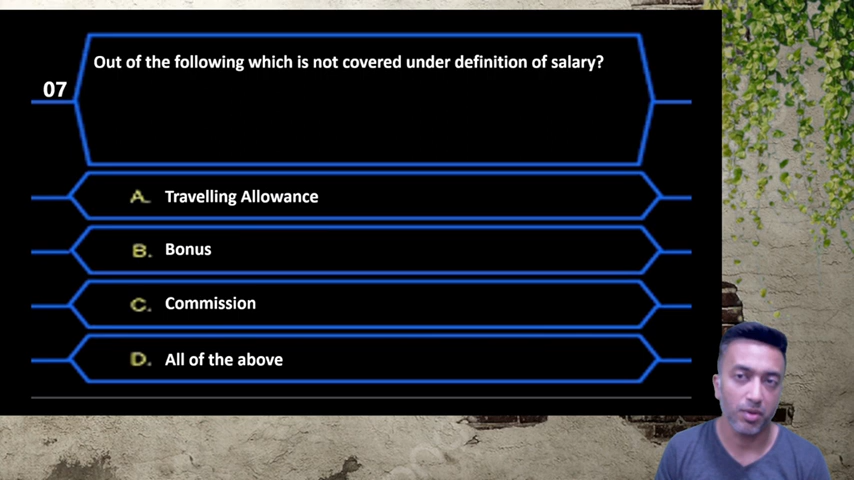 Out of the following which is not covered under definition of salary?
07
A. Travelling Allowance
B. Bonus
C. Commission
D. All of the above